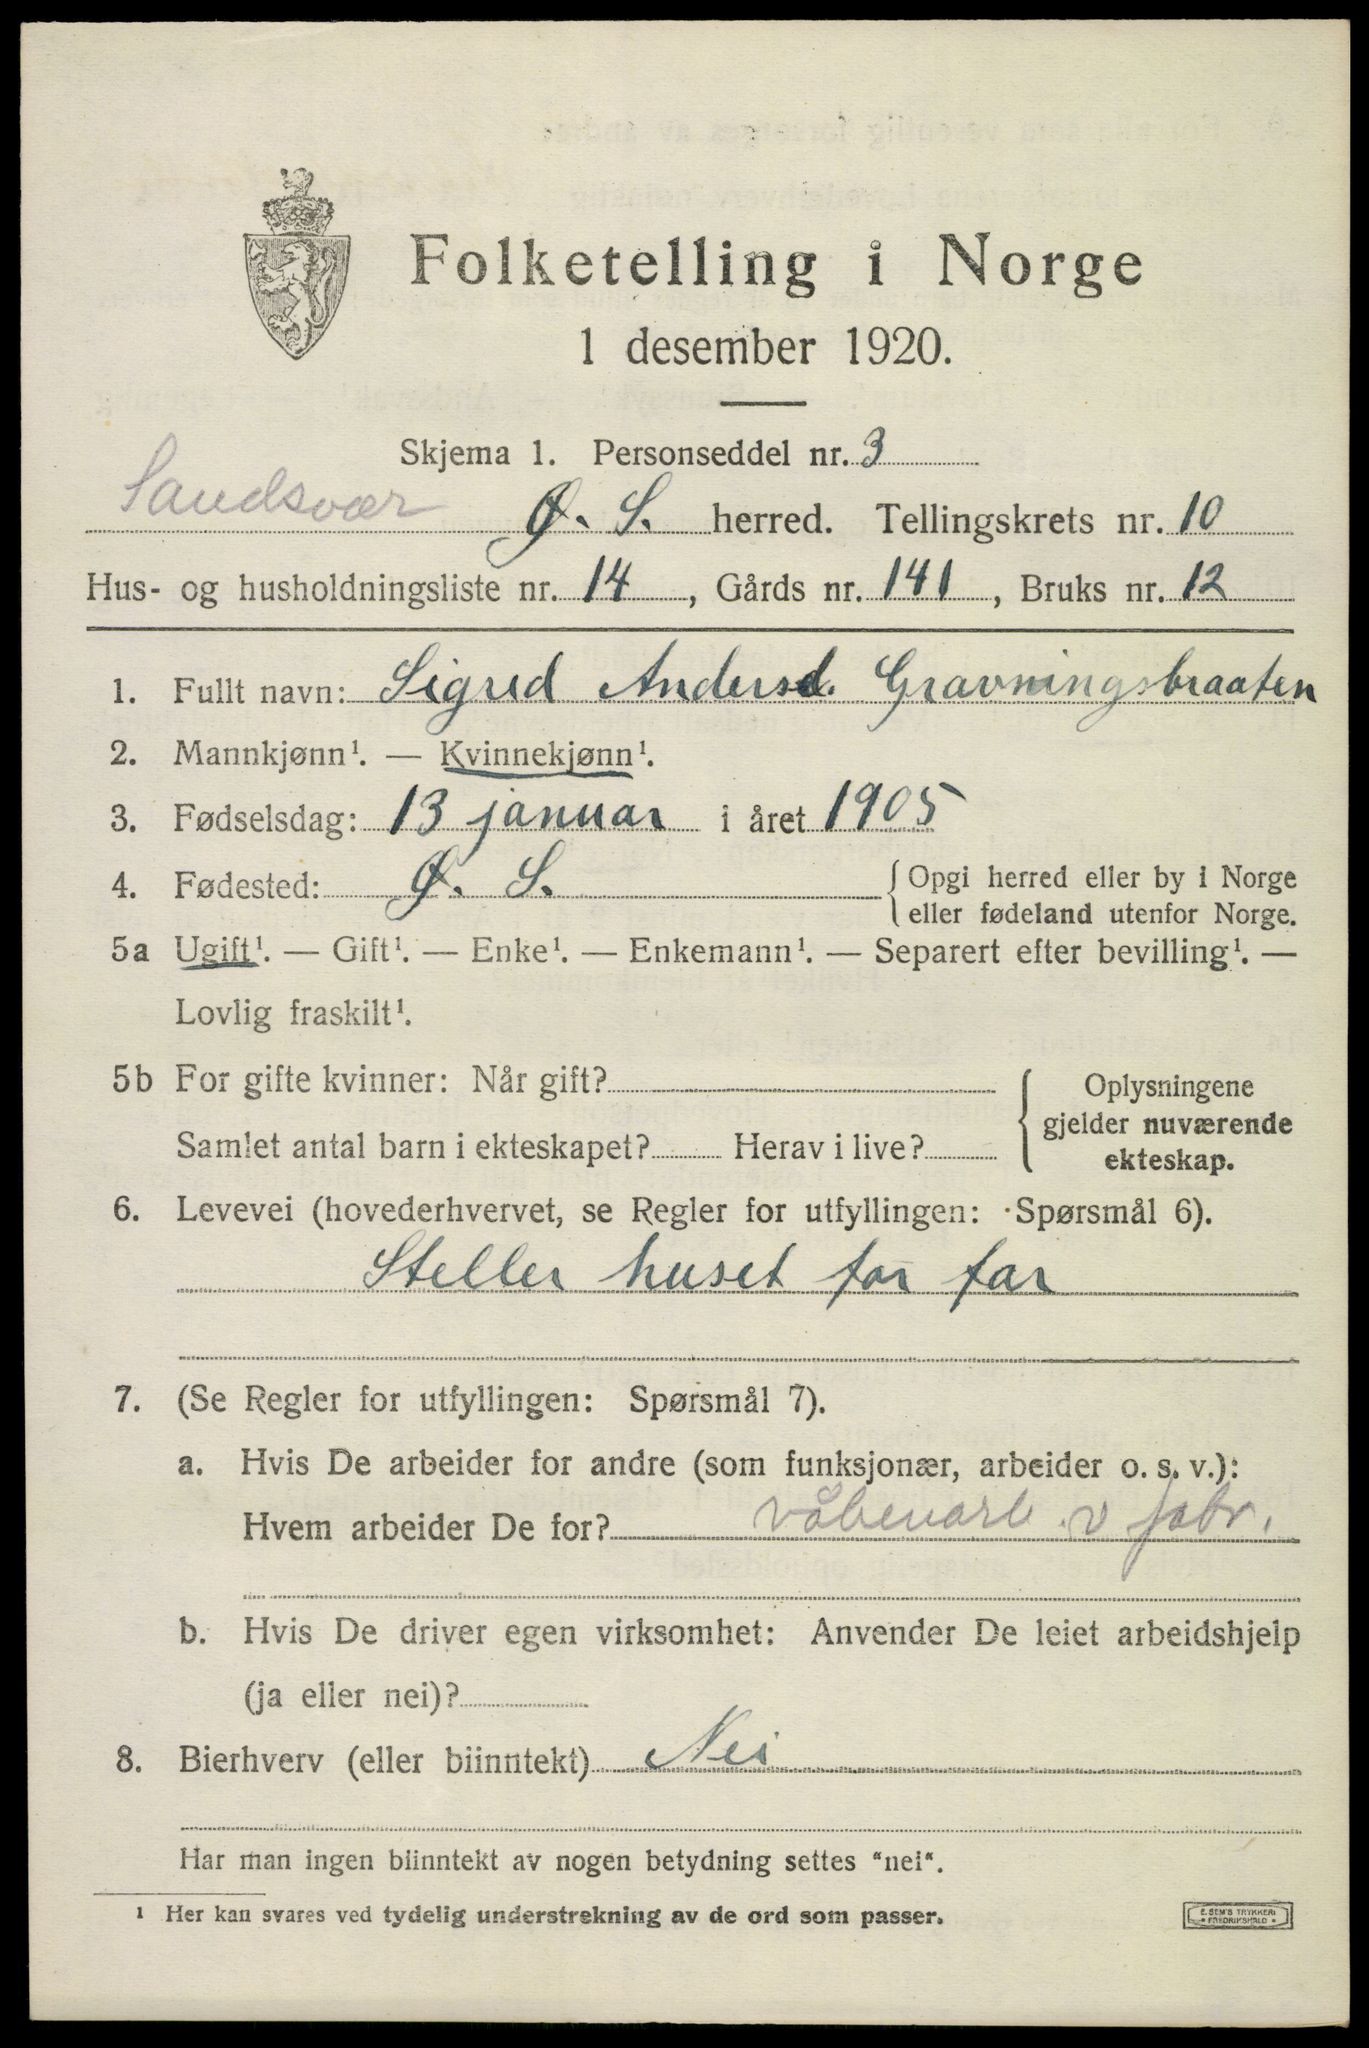 Folketelling i Norge
1 desember 1920.
Skjema 1. Personseddel nr. 3
Sandsvær Ø. S. herred. Tellingskrets nr. 10
Hus- og husholdningsliste nr. 14, Gårds nr. 141, Bruks nr. 12
1. Fullt navn: Sigrid Andersd. Gravningsbraaten
2. Mannkjønn¹. — Kvinnekjønn¹.
3. Fødselsdag: 13 januar i året 1905
4. Fødested: Ø. S. { Opgi herred eller by i Norge
eller fødeland utenfor Norge.
5a Ugift¹. — Gift¹. — Enke¹. — Enkemann¹. — Separert efter bevilling¹. —
Lovlig fraskilt¹.
5b For gifte kvinner: Når gift?
Samlet antal barn i ekteskapet? Herav i live?
{ Oplysningene
gjelder nuværende
ekteskap.
6. Levevei (hovederhvervet, se Regler for utfyllingen: Spørsmål 6).
Steller huset for far
7. (Se Regler for utfyllingen: Spørsmål 7).
a. Hvis De arbeider for andre (som funksjonær, arbeider o. s. v.):
Hvem arbeider De for? våbenarb. v fabr.
b. Hvis De driver egen virksomhet: Anvender De leiet arbeidshjelp
(ja eller nei)?
8. Bierhverv (eller biinntekt) Nei
Har man ingen biinntekt av nogen betydning settes "nei".
¹ Her kan svares ved tydelig understrekning av de ord som passer.
E. SEM'S TRYKKERI
FREDRIKSHALD